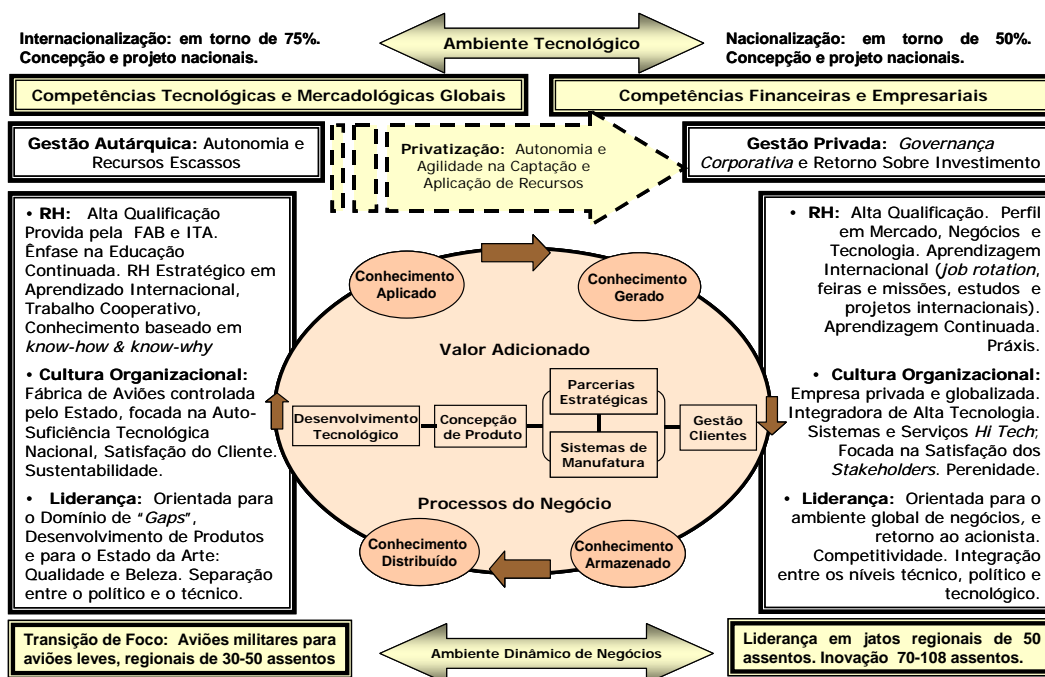 Internacionalização: em torno de 75%.
Concepção e projeto nacionais.
Ambiente Tecnológico
Nacionalização: em torno de 50%.
Concepção e projeto nacionais.
Competências Tecnológicas e Mercadológicas Globais
Competências Financeiras e Empresariais
Gestão Autárquica: Autonomia e
Recursos Escassos
Privatização: Autonomia e
Agilidade na Captação e
Aplicação de Recursos
Gestão Privada: Governança
Corporativa e Retorno Sobre Investimento
• RH: Alta Qualificação
Provida pela FAB e ITA.
Ênfase na Educação
Continuada. RH Estratégico em
Aprendizado Internacional,
Trabalho Cooperativo,
Conhecimento baseado em
know-how & know-why
• Cultura Organizacional:
Fábrica de Aviões controlada
pelo Estado, focada na Auto-
Suficiência Tecnológica
Nacional, Satisfação do Cliente.
Sustentabilidade.
• Liderança: Orientada para
o Domínio de "Gaps",
Desenvolvimento de Produtos
e para o Estado da Arte:
Qualidade e Beleza. Separação
entre o político e o técnico.
Conhecimento
Aplicado
Conhecimento
Gerado
Valor Adicionado
Desenvolvimento
Tecnológico
Concepção
de Produto
Parcerias
Estratégicas
Sistemas de
Manufatura
Gestão
Clientes
Processos do Negócio
Conhecimento
Distribuído
Conhecimento
Armazenado
• RH: Alta Qualificação. Perfil
em Mercado, Negócios e
Tecnologia. Aprendizagem
Internacional (job rotation,
feiras e missões, estudos e
projetos internacionais).
Aprendizagem Continuada.
Práxis.
• Cultura Organizacional:
Empresa privada e globalizada.
Integradora de Alta Tecnologia.
Sistemas e Serviços Hi Tech;
Focada na Satisfação dos
Stakeholders. Perenidade.
• Liderança: Orientada para o
ambiente global de negócios, e
retorno ao acionista.
Competitividade. Integração
entre os níveis técnico, político e
tecnológico.
Transição de Foco: Aviões militares para
aviões leves, regionais de 30-50 assentos
Ambiente Dinâmico de Negócios
Liderança em jatos regionais de 50
assentos. Inovação 70-108 assentos.